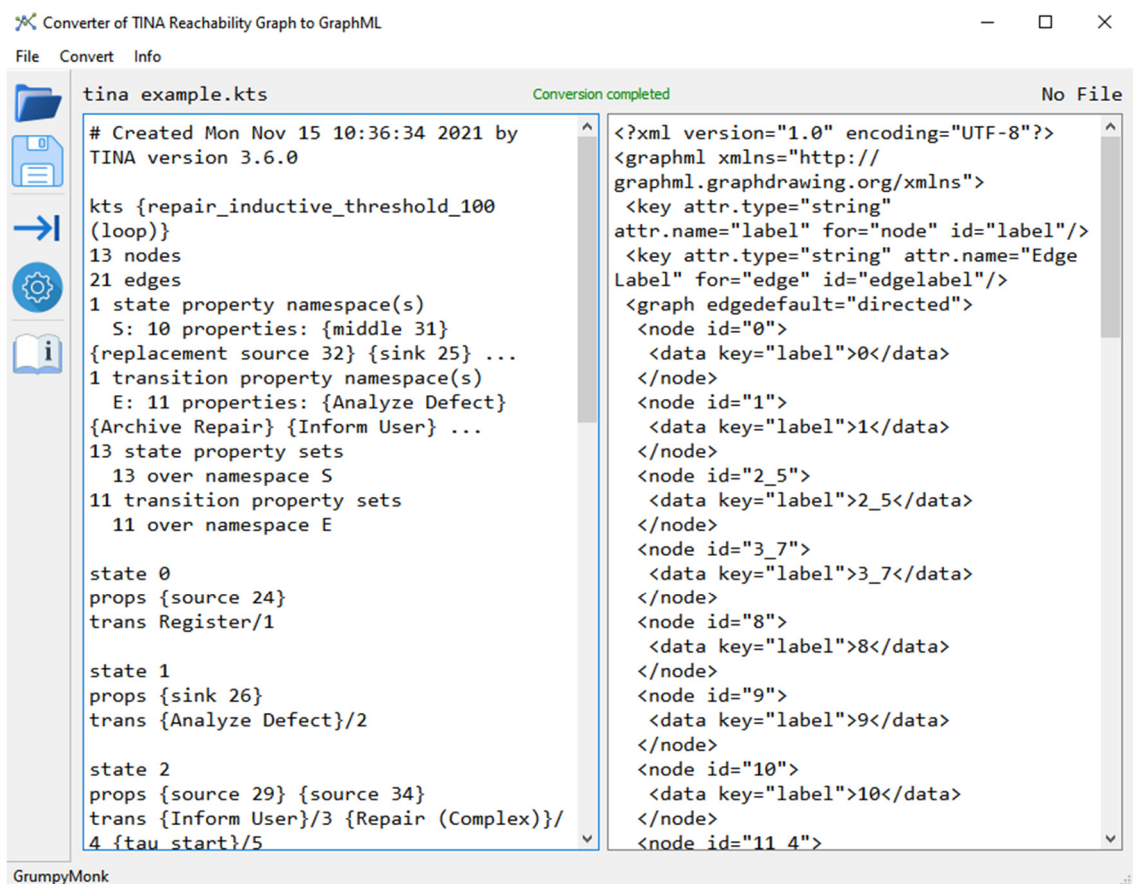 Converter of TINA Reachability Graph to GraphML
File Convert Info
tina example.kts
Conversion completed
No File
# Created Mon Nov 15 10:36:34 2021 by
TINA version 3.6.0
kts {repair_inductive_threshold_100
(loop)}
13 nodes
21 edges
1 state property namespace(s)
S: 10 properties: {middle 31}
{replacement source 32} {sink 25} ...
1 transition property namespace(s)
E: 11 properties: {Analyze Defect}
{Archive Repair} {Inform User} ...
13 state property sets
13 over namespace S
11 transition property sets
11 over namespace E
state 0
props {source 24}
trans Register/1
state 1
props {sink 26}
trans {Analyze Defect}/2
state 2
props {source 29} {source 34}
trans {Inform User}/3 {Repair (Complex)}/
4 {tau start}/5
<?xml version="1.0" encoding="UTF-8"?>
<graphml xmlns="http://
graphml.graphdrawing.org/xmlns">
<key attr.type="string"
attr.name="label" for="node" id="label"/>
<key attr.type="string" attr.name="Edge
Label" for="edge" id="edgelabel"/>
<graph edgedefault="directed">
<node id="0">
<data key="label">0</data>
</node>
<node id="1">
<data key="label">1</data>
</node>
<node id="2_5">
<data key="label">2_5</data>
</node>
<node id="3_7">
<data key="label">3_7</data>
</node>
<node id="8">
<data key="label">8</data>
</node>
<node id="9">
<data key="label">9</data>
</node>
<node id="10">
<data key="label">10</data>
</node>
<node id="11_4">
GrumpyMonk